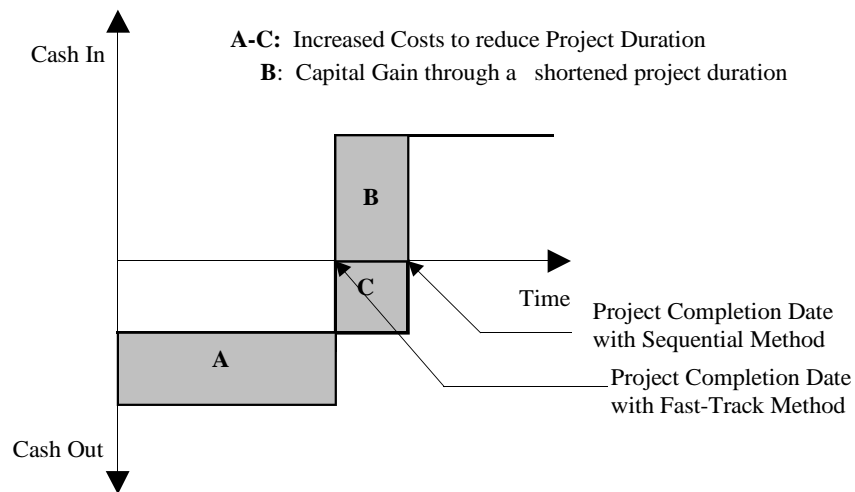 A-C: Increased Costs to reduce Project Duration
Cash In
B: Capital Gain through a shortened project duration
B
C
Time
Project Completion Date
with Sequential Method
A
Project Completion Date
with Fast-Track Method
Cash Out